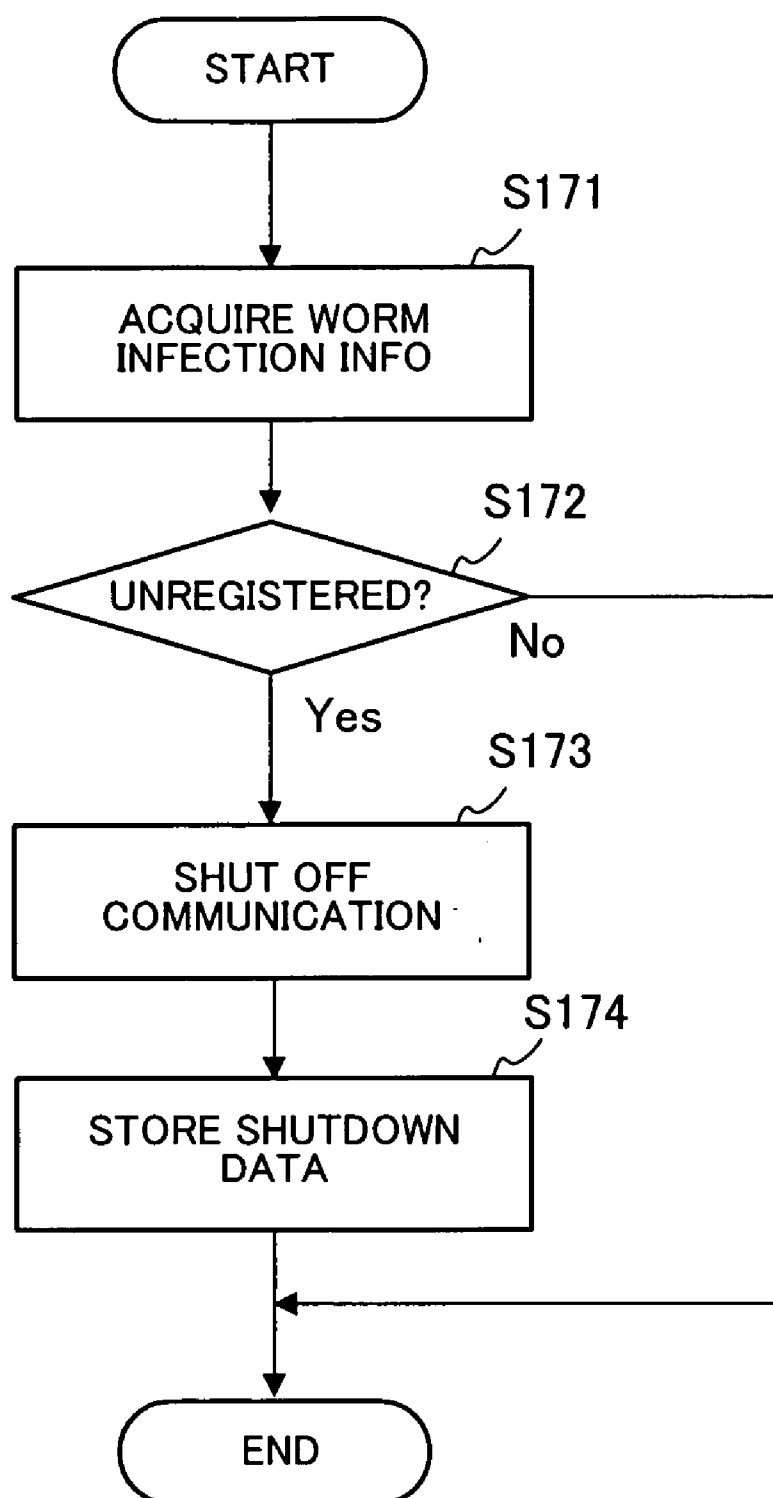 START
S171
ACQUIRE WORM
INFECTION INFO
S172
UNREGISTERED?
No
Yes
S173
SHUT OFF
COMMUNICATION
S174
STORE SHUTDOWN
DATA
END